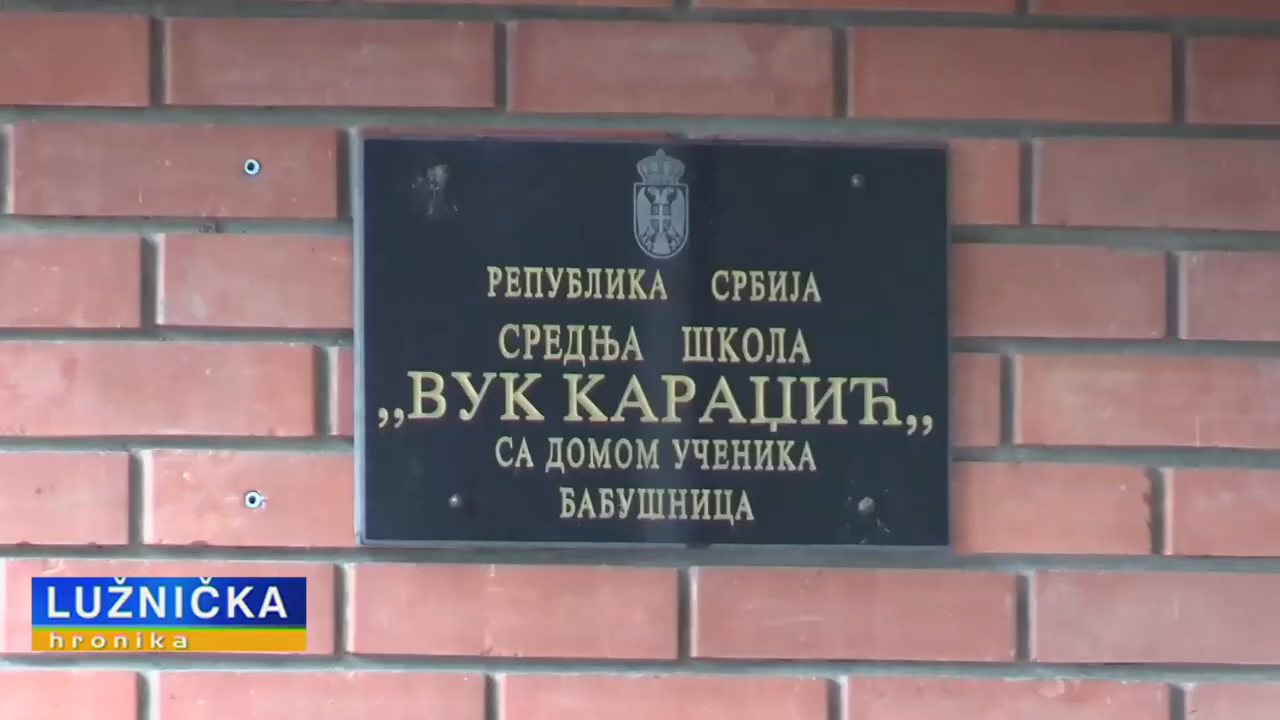 РЕПУБЛИКА СРБИЈА
СРЕДЊА ШКОЛА
,,ВУК КАРАЏИЋ,,
СА ДОМОМ УЧЕНИКА
БАБУШНИЦА
LUŽNIČKA
hronika